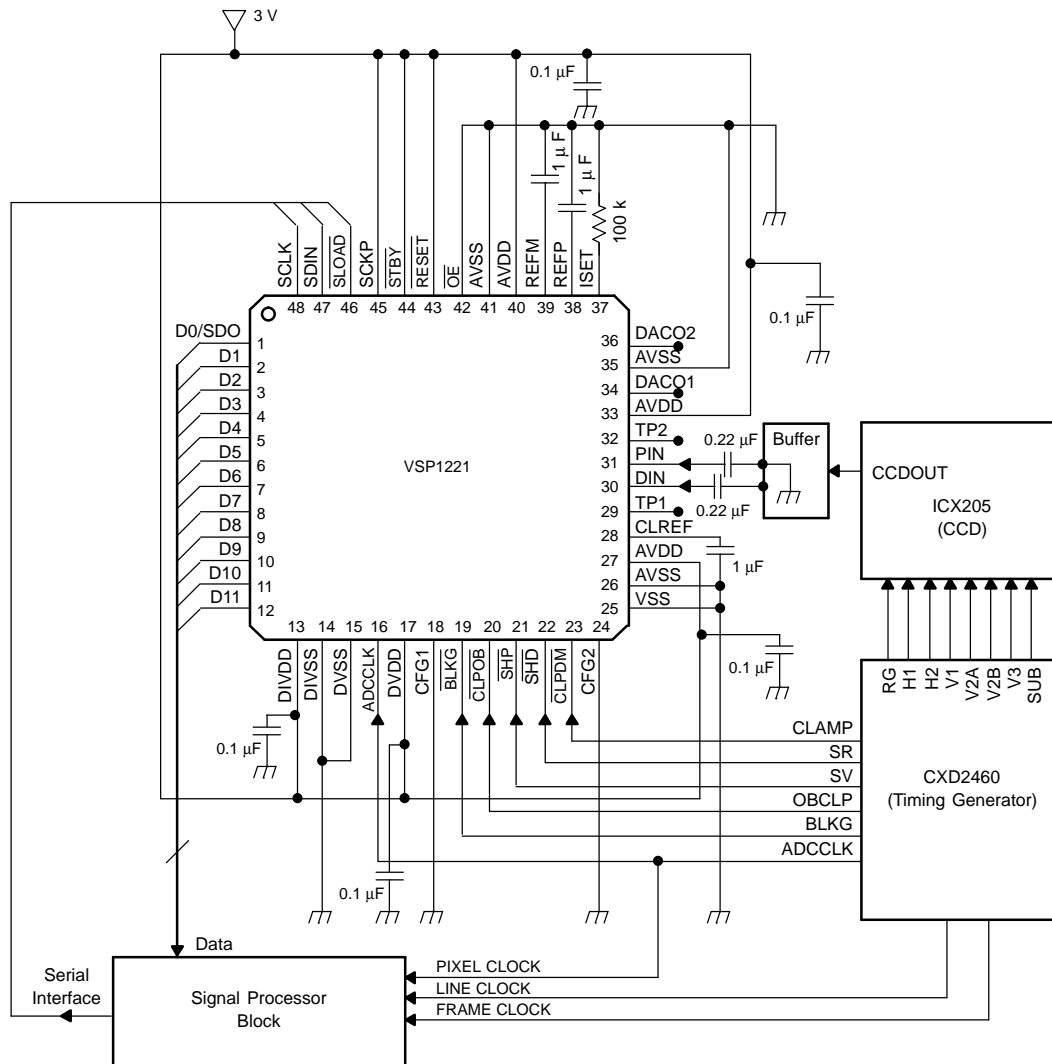 3 V
0.1 µF
1 µ F
1 µ F
100 k
SCLK
SDIN
SLOAD
SCKP
STBY
RESET
OE
AVSS
AVDD
REFM
REFP
ISET
48 47 46 45 44 43 42 41 40 39 38 37
0.1 µF
D0/SDO 1
D1 2
D2 3
D3 4
D4 5
D5 6
D6 7
D7 8
D8 9
D9 10
D10 11
D11 12
VSP1221
36 DACO2
35 AVSS
34 DACO1
33 AVDD
32 TP2
31 PIN
30 DIN
29 TP1
28 CLREF
27 AVDD
26 AVSS
25 VSS
0.22 µF
0.22 µF
Buffer
CCDOUT
ICX205
(CCD)
1 µF
0.1 µF
13 14 15 16 17 18 19 20 21 22 23 24
DIVDD
DIVSS
DVSS
ADCCLK
DVDD
CFG1
BLKG
CLPOB
SHP
SHD
CLPDM
CFG2
0.1 µF
0.1 µF
RG
H1
H2
V1
V2A
V2B
V3
SUB
CLAMP
SR
SV
OBCLP
BLKG
ADCCLK
CXD2460
(Timing Generator)
Data
Serial
Interface
Signal Processor
Block
PIXEL CLOCK
LINE CLOCK
FRAME CLOCK